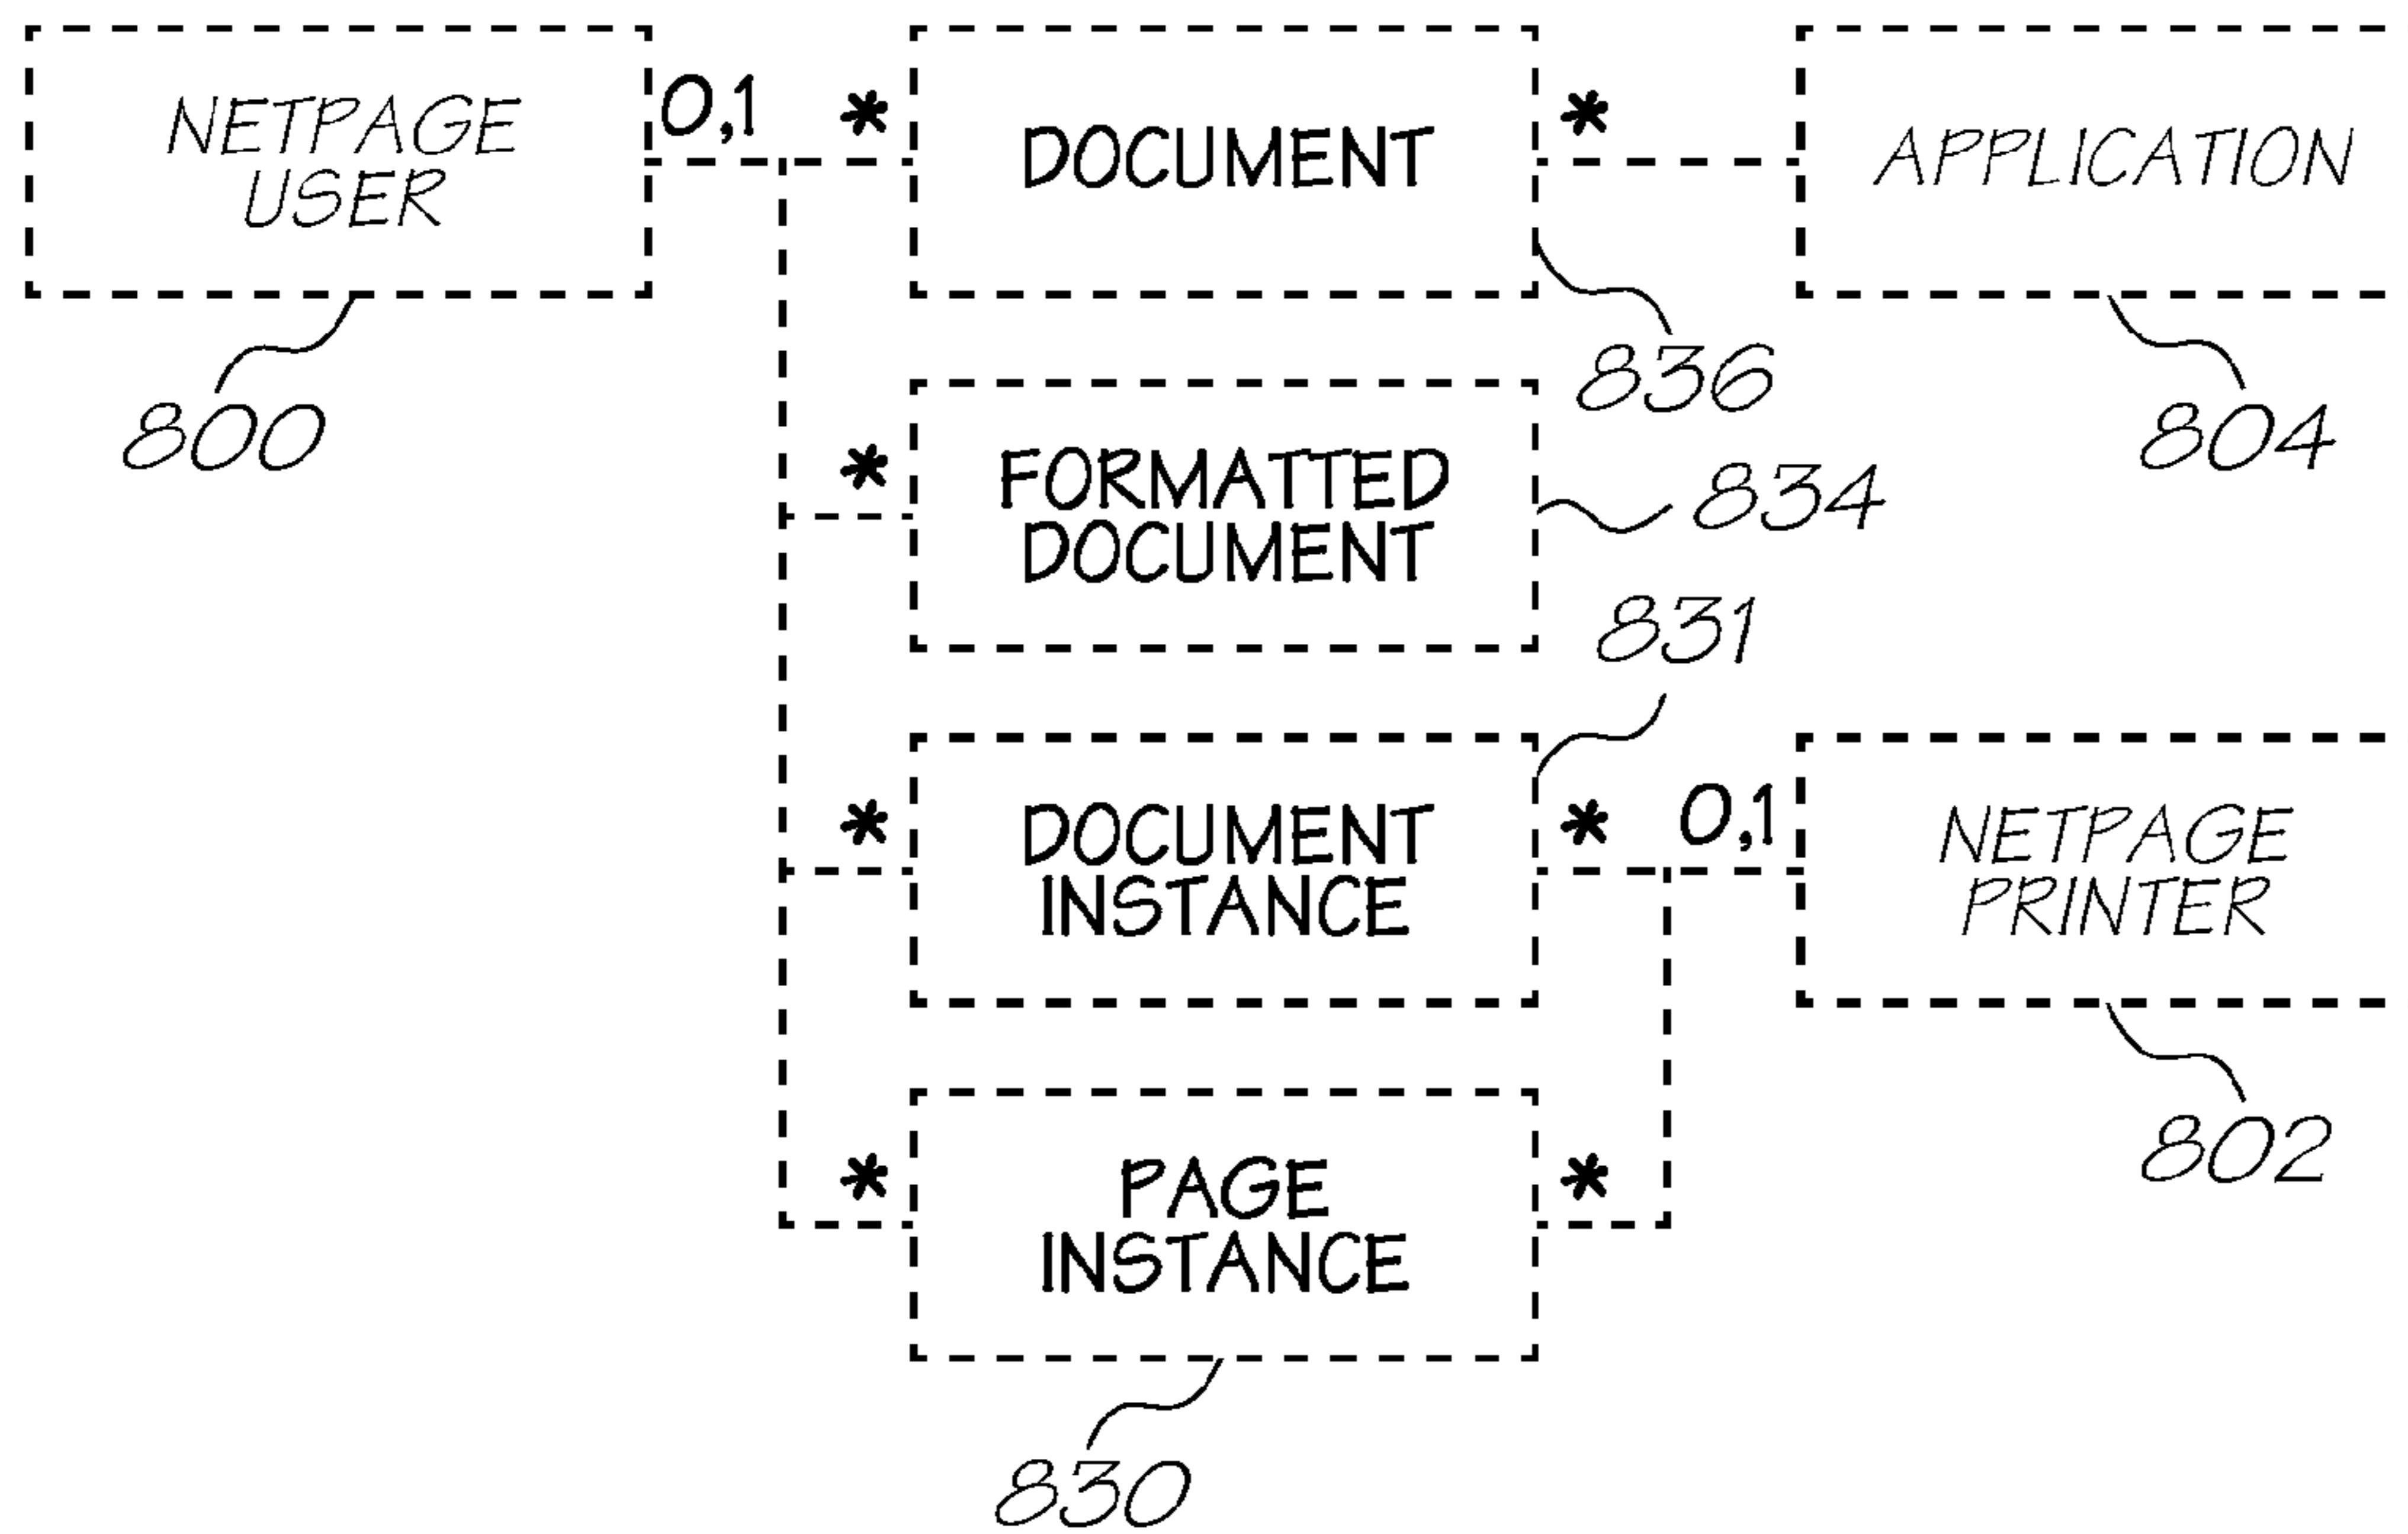 NETPAGE
USER
0,1
*
DOCUMENT
*
APPLICATION
800
836
804
*
FORMATTED
DOCUMENT
834
831
*
DOCUMENT
INSTANCE
*
0,1
NETPAGE
PRINTER
802
*
PAGE
INSTANCE
*
830